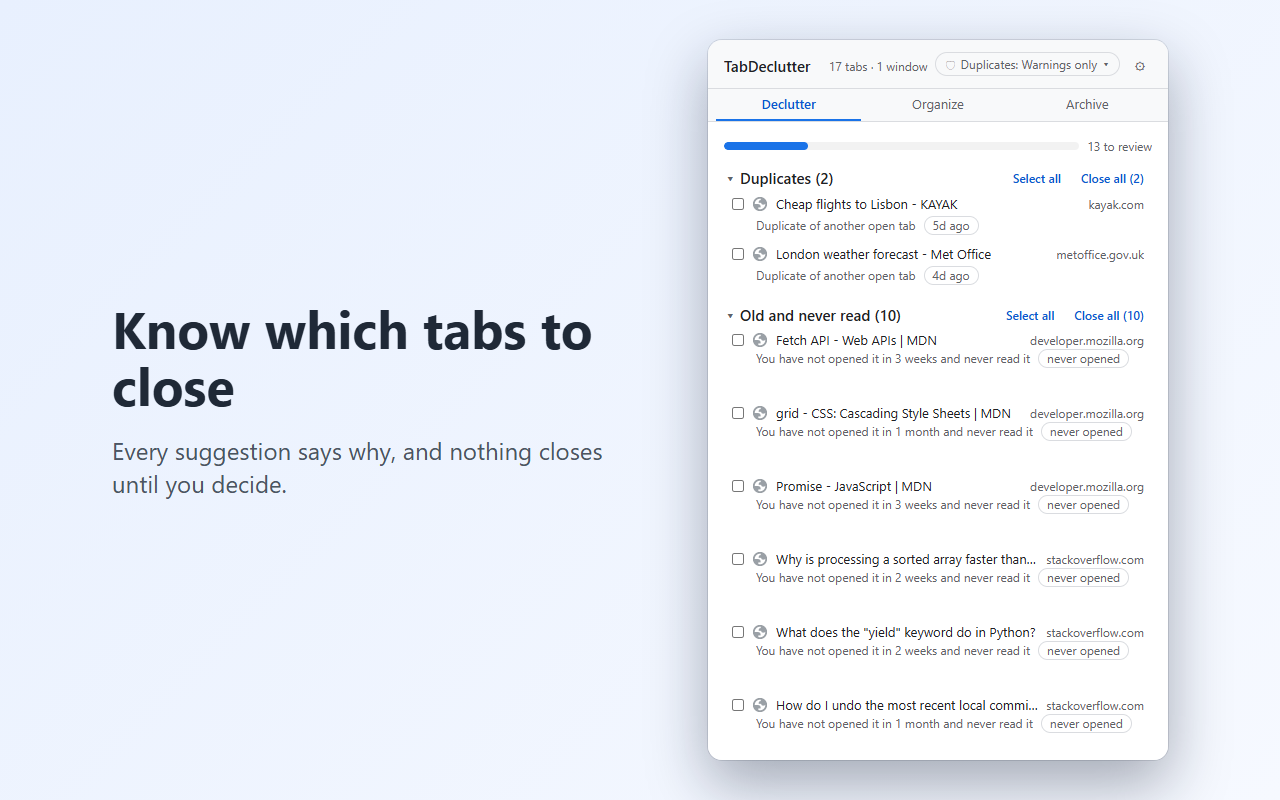 Know which tabs to
close
Every suggestion says why, and nothing closes
until you decide.
TabDeclutter 17 tabs · 1 window Duplicates: Warnings only
Declutter Organize Archive
13 to review
Duplicates (2) Select all Close all (2)
Cheap flights to Lisbon - KAYAK kayak.com
Duplicate of another open tab 5d ago
London weather forecast - Met Office metoffice.gov.uk
Duplicate of another open tab 4d ago
Old and never read (10) Select all Close all (10)
Fetch API - Web APIs | MDN developer.mozilla.org
You have not opened it in 3 weeks and never read it never opened
grid - CSS: Cascading Style Sheets | MDN developer.mozilla.org
You have not opened it in 1 month and never read it never opened
Promise - JavaScript | MDN developer.mozilla.org
You have not opened it in 3 weeks and never read it never opened
Why is processing a sorted array faster than... stackoverflow.com
You have not opened it in 2 weeks and never read it never opened
What does the "yield" keyword do in Python? stackoverflow.com
You have not opened it in 2 weeks and never read it never opened
How do I undo the most recent local commi... stackoverflow.com
You have not opened it in 1 month and never read it never opened